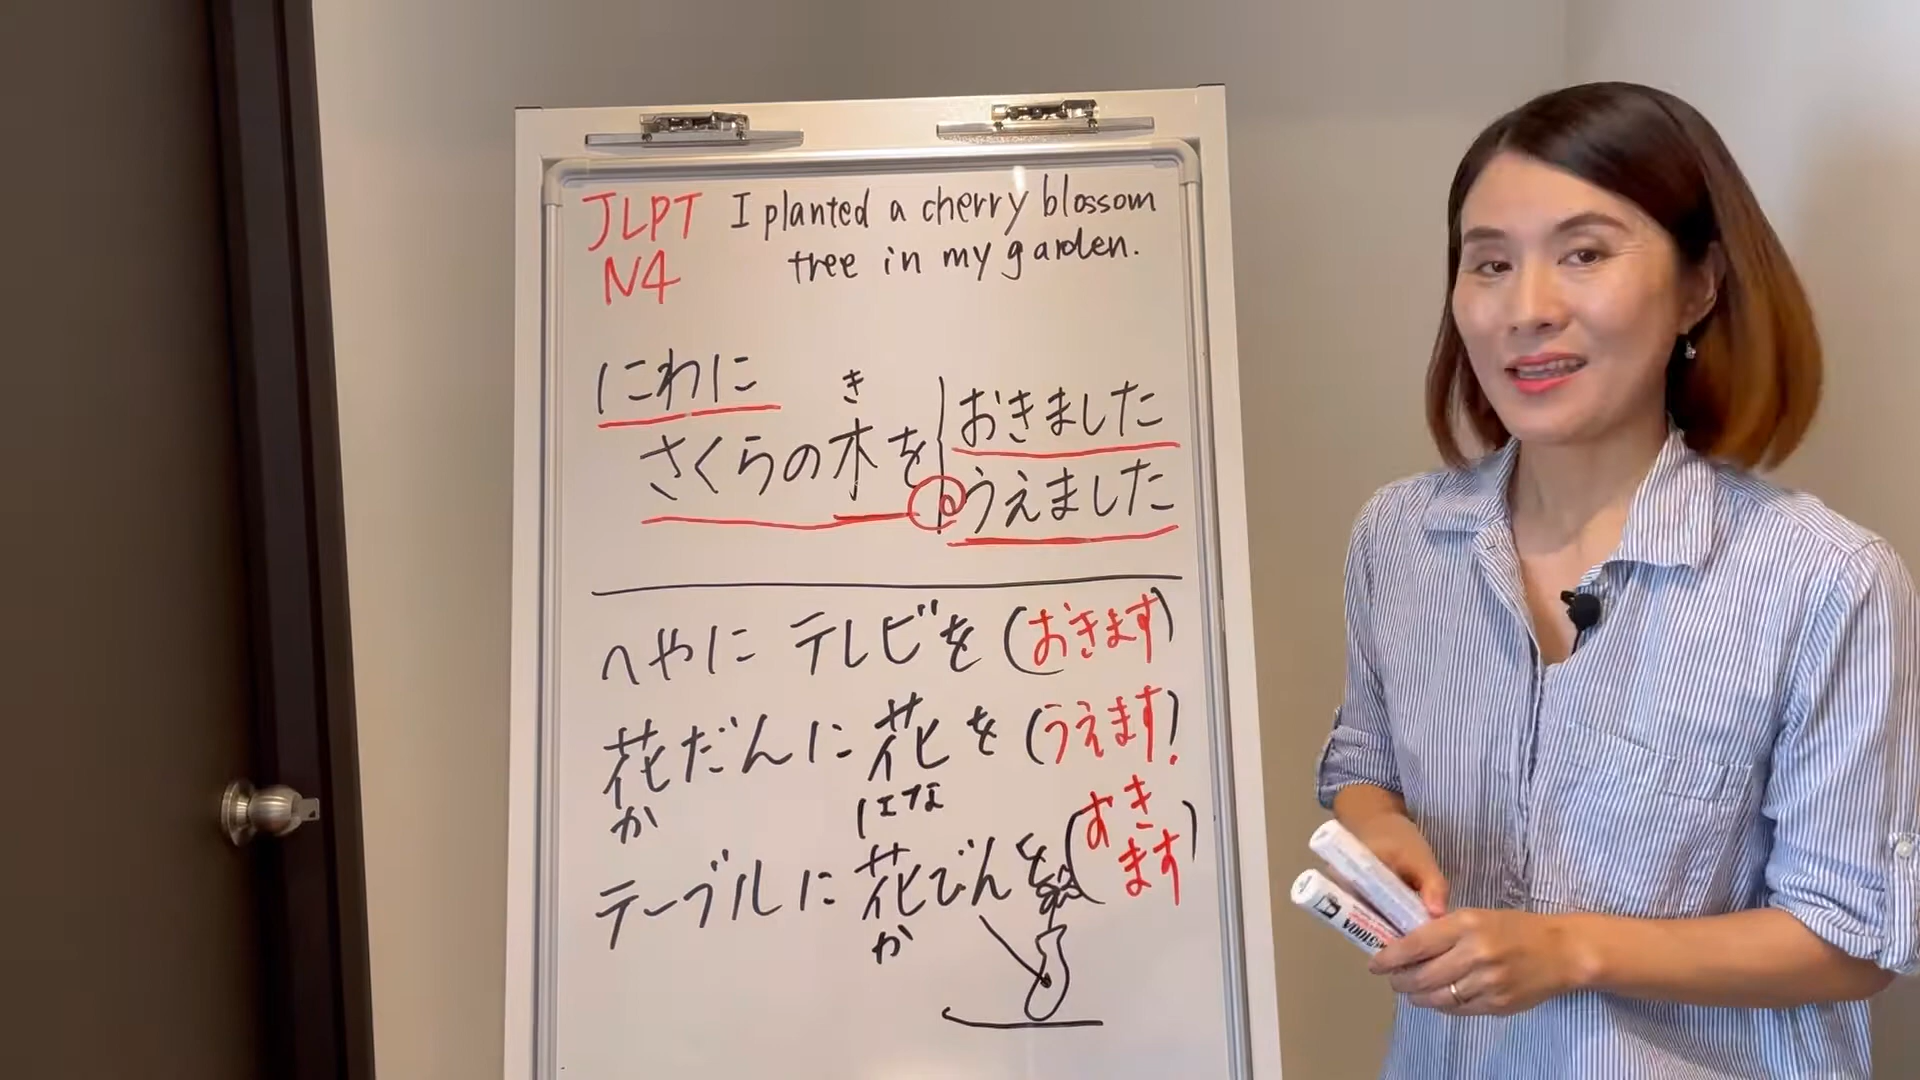 JLPT I planted a cherry blossom
N4 tree in my garden.
にわに
き
さくらの木を
おきました
うえました
へやに テレビを (おきます)
花だんに花を (うえます)
か はな
テーブルに花びんを (おきます)
か
5100A